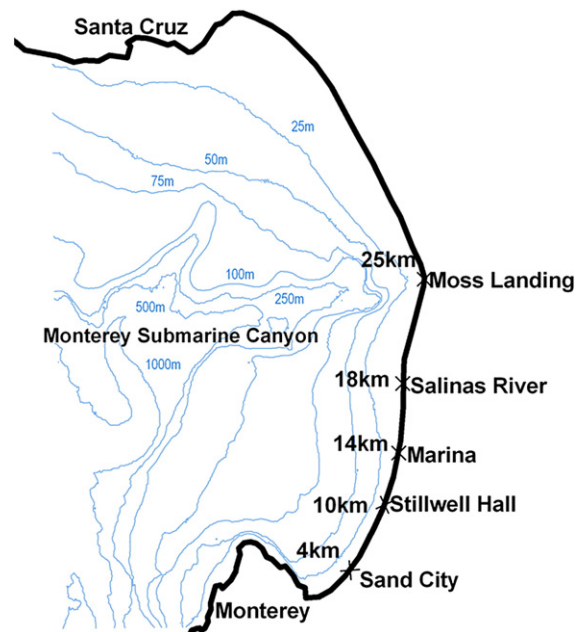 Santa Cruz
25m
50m
75m
25km
Moss Landing
100m
250m
500m
Monterey Submarine Canyon
1000m
18km
Salinas River
14km
Marina
10km
Stillwell Hall
4km
Sand City
Monterey